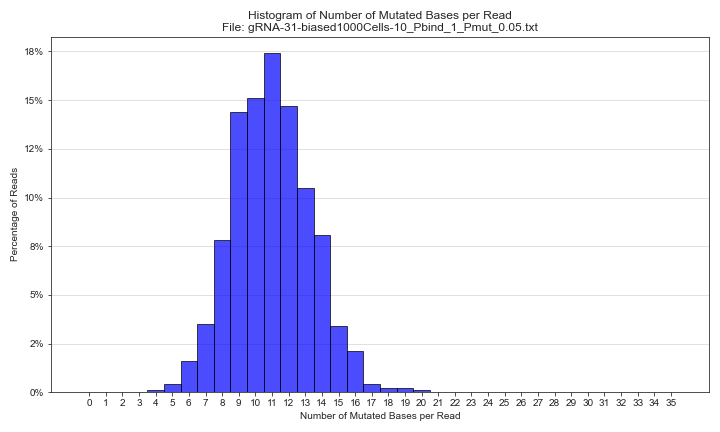 Histogram of Number of Mutated Bases per Read
File: gRNA-31-biased1000Cells-10_Pbind_1_Pmut_0.05.txt
18%
15%
12%
10%
8%
5%
2%
0%
Percentage of Reads
0 1 2 3 4 5 6 7 8 9 10 11 12 13 14 15 16 17 18 19 20 21 22 23 24 25 26 27 28 29 30 31 32 33 34 35
Number of Mutated Bases per Read